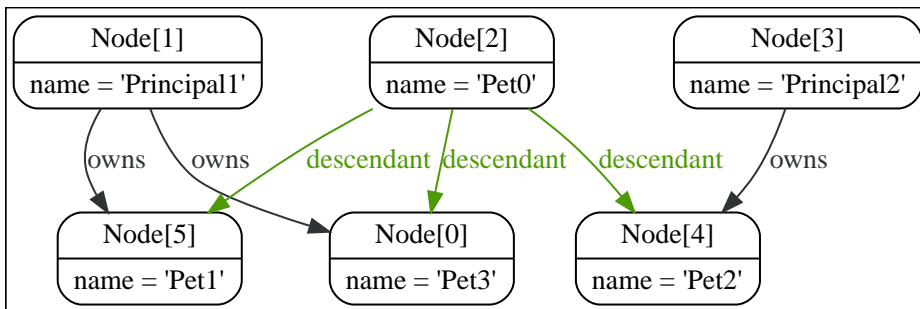 Node[1]
name = 'Principal1'
Node[2]
name = 'Pet0'
Node[3]
name = 'Principal2'
owns
owns
descendant
descendant
descendant
owns
Node[5]
name = 'Pet1'
Node[0]
name = 'Pet3'
Node[4]
name = 'Pet2'